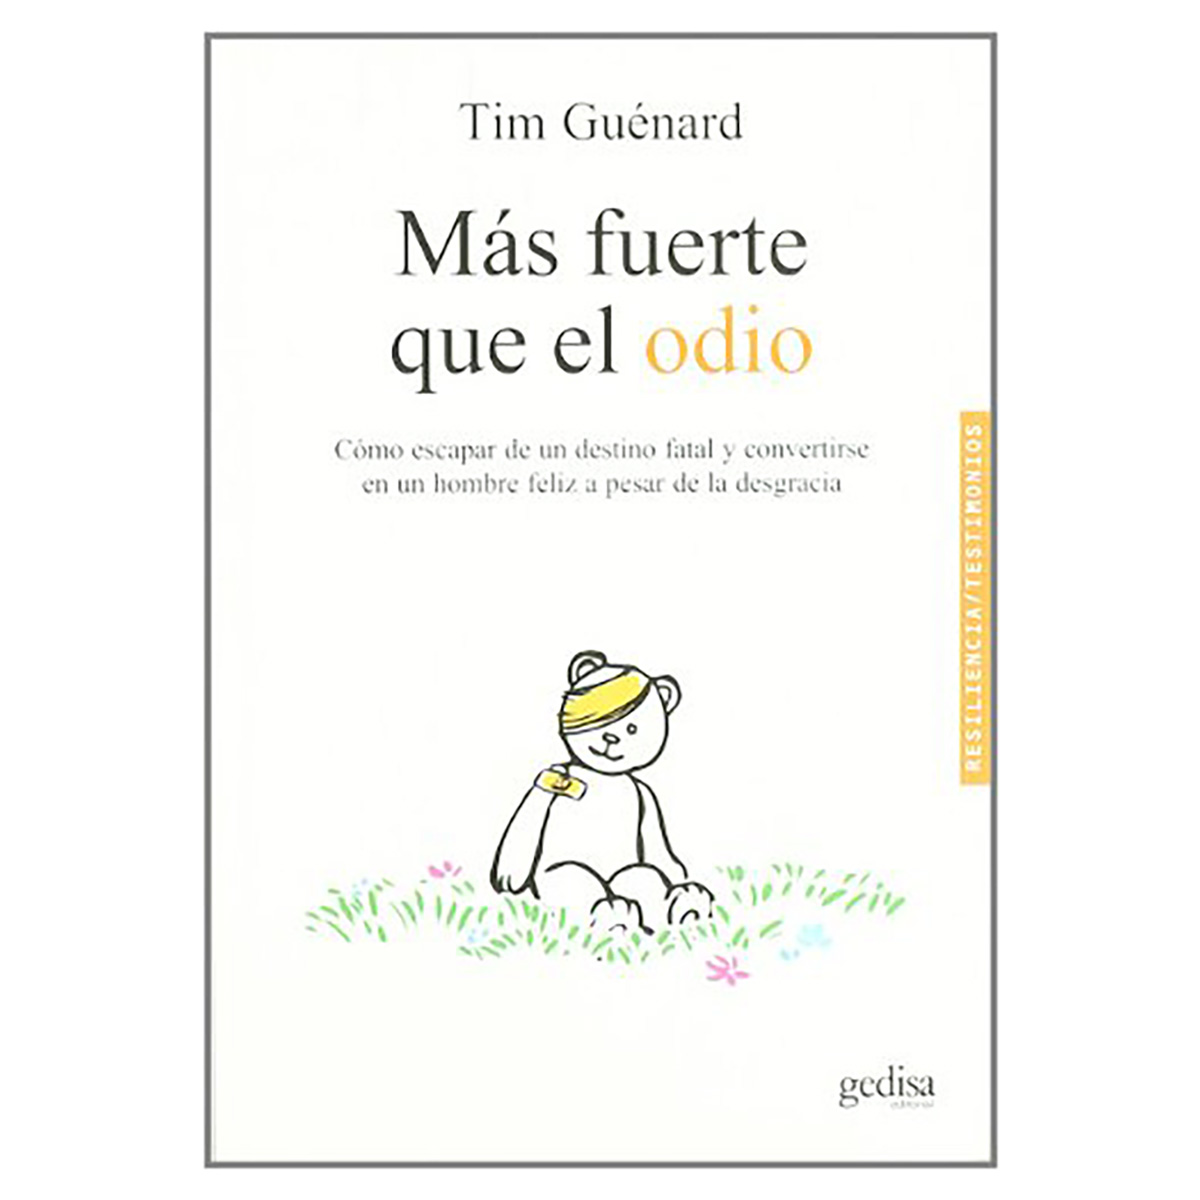 Tim Guénard
Más fuerte
que el odio
Cómo escapar de un destino fatal y convertirse
en un hombre feliz a pesar de la desgracia
RESILIENCIA/TESTIMONIOS
gedisa
editorial